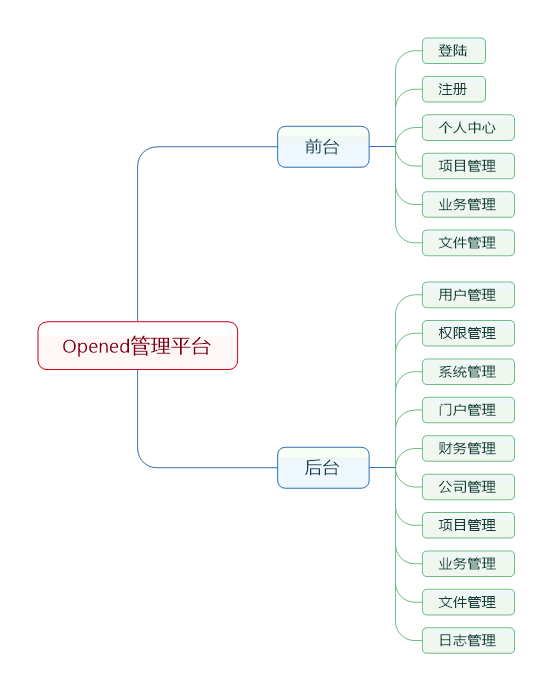 Opened管理平台
前台
登陆
注册
个人中心
项目管理
业务管理
文件管理
后台
用户管理
权限管理
系统管理
门户管理
财务管理
公司管理
项目管理
业务管理
文件管理
日志管理